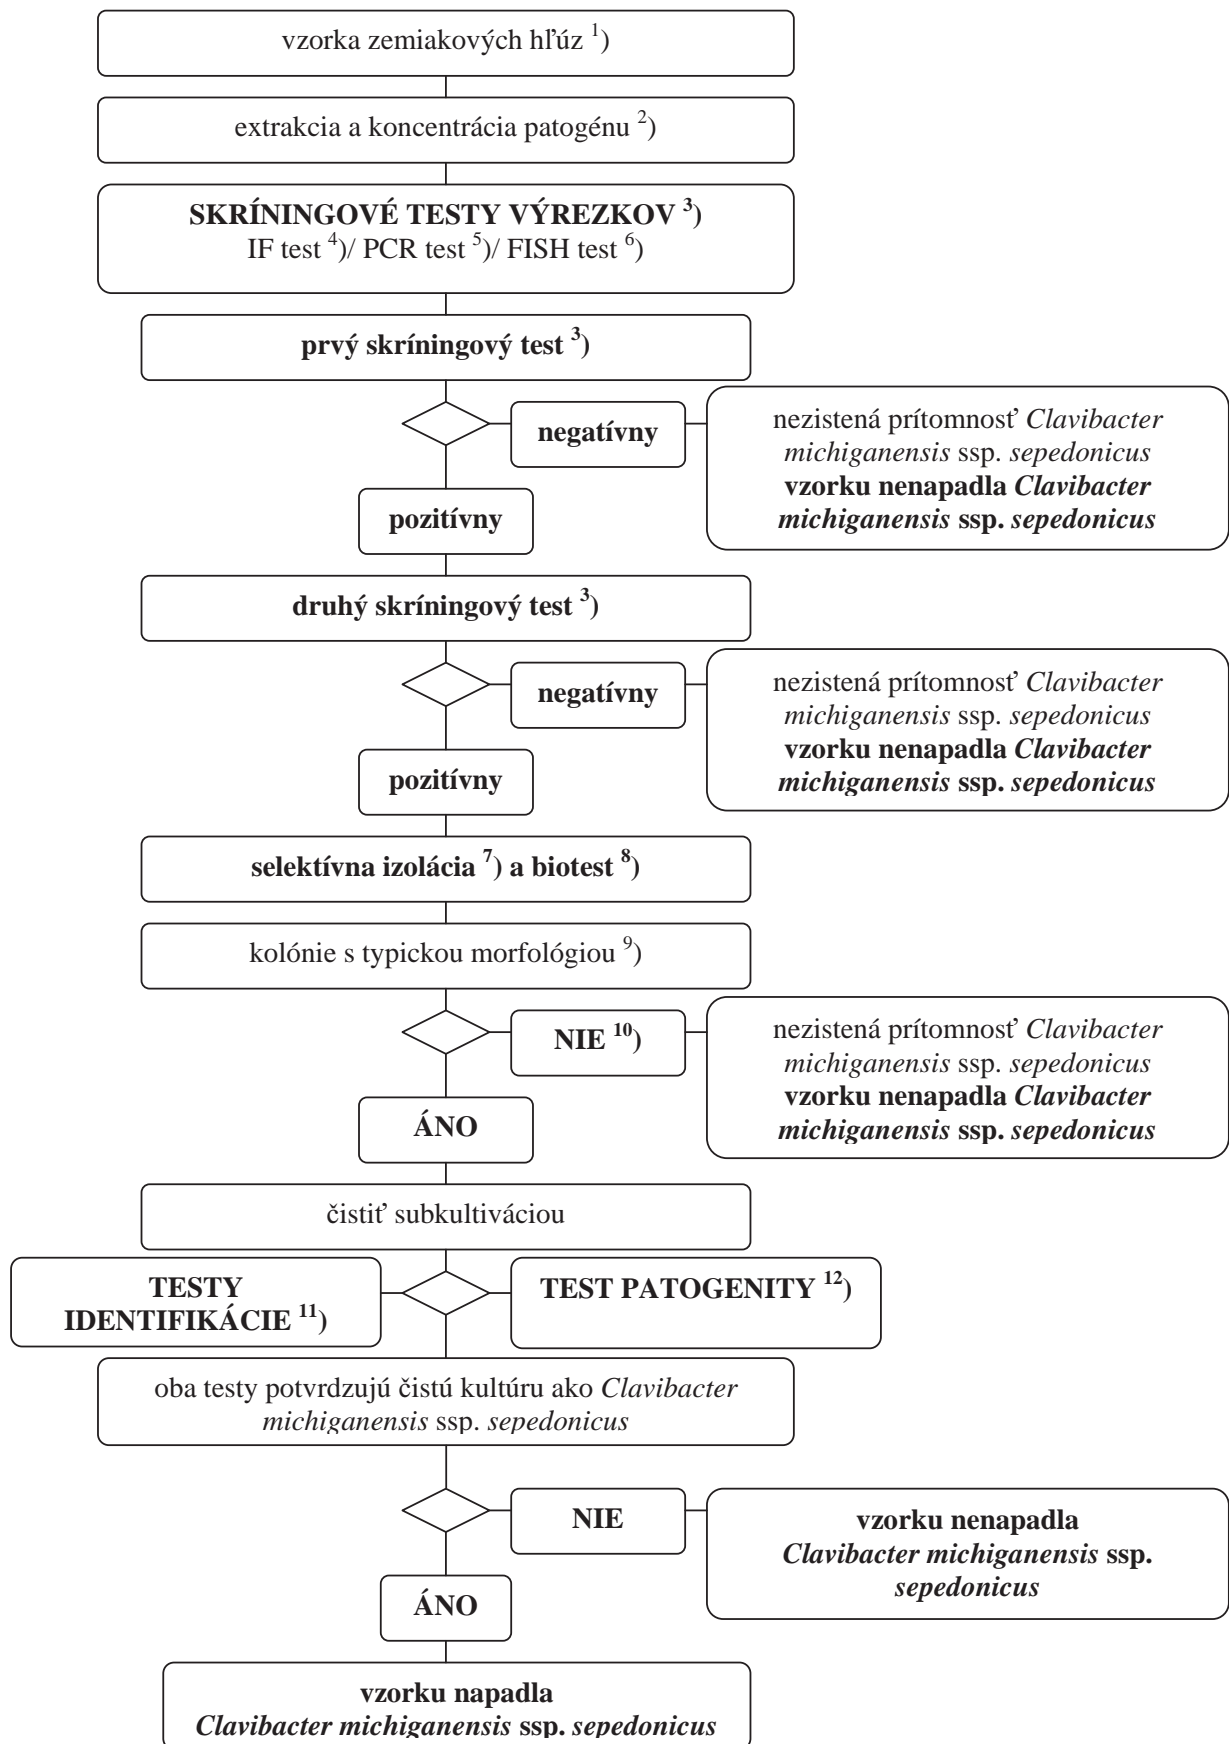 vzorka zemiakových hľúz ¹)
extrakcia a koncentrácia patogénu ²)
SKRÍNINGOVÉ TESTY VÝREZKOV ³)
IF test ⁴)/ PCR test ⁵)/ FISH test ⁶)
prvý skríningový test ³)
negatívny
nezistená prítomnosť Clavibacter
michiganensis ssp. sepedonicus
vzorku nenapadla Clavibacter
michiganensis ssp. sepedonicus
pozitívny
druhý skríningový test ³)
negatívny
nezistená prítomnosť Clavibacter
michiganensis ssp. sepedonicus
vzorku nenapadla Clavibacter
michiganensis ssp. sepedonicus
pozitívny
selektívna izolácia ⁷) a biotest ⁸)
kolónie s typickou morfológiou ⁹)
NIE ¹⁰)
nezistená prítomnosť Clavibacter
michiganensis ssp. sepedonicus
vzorku nenapadla Clavibacter
michiganensis ssp. sepedonicus
ÁNO
čistiť subkultiváciou
TESTY
IDENTIFIKÁCIE ¹¹)
TEST PATOGENITY ¹²)
oba testy potvrdzujú čistú kultúru ako Clavibacter
michiganensis ssp. sepedonicus
NIE
vzorku nenapadla
Clavibacter michiganensis ssp.
sepedonicus
ÁNO
vzorku napadla
Clavibacter michiganensis ssp. sepedonicus